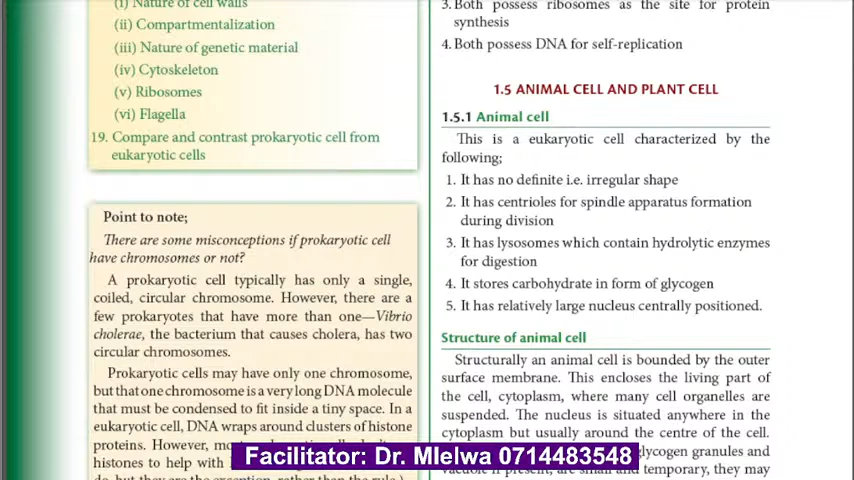 (i) Nature of cell walls
(ii) Compartmentalization
(iii) Nature of genetic material
(iv) Cytoskeleton
(v) Ribosomes
(vi) Flagella
19. Compare and contrast prokaryotic cell from
eukaryotic cells
Point to note;
There are some misconceptions if prokaryotic cell
have chromosomes or not?
A prokaryotic cell typically has only a single,
coiled, circular chromosome. However, there are a
few prokaryotes that have more than one—Vibrio
cholerae, the bacterium that causes cholera, has two
circular chromosomes.
Prokaryotic cells may have only one chromosome,
but that one chromosome is a very long DNA molecule
that must be condensed to fit inside a tiny space. In a
eukaryotic cell, DNA wraps around clusters of histone
proteins. However,
histones to help with
3. Both possess ribosomes as the site for protein
synthesis
4. Both possess DNA for self-replication
1.5 ANIMAL CELL AND PLANT CELL
1.5.1 Animal cell
This is a eukaryotic cell characterized by the
following;
1. It has no definite i.e. irregular shape
2. It has centrioles for spindle apparatus formation
during division
3. It has lysosomes which contain hydrolytic enzymes
for digestion
4. It stores carbohydrate in form of glycogen
5. It has relatively large nucleus centrally positioned.
Structure of animal cell
Structurally an animal cell is bounded by the outer
surface membrane. This encloses the living part of
the cell, cytoplasm, where many cell organelles are
suspended. The nucleus is situated anywhere in the
cytoplasm but usually around the centre of the cell.
glycogen granules and
and temporary, they may
Facilitator: Dr. Mlelwa 0714483548